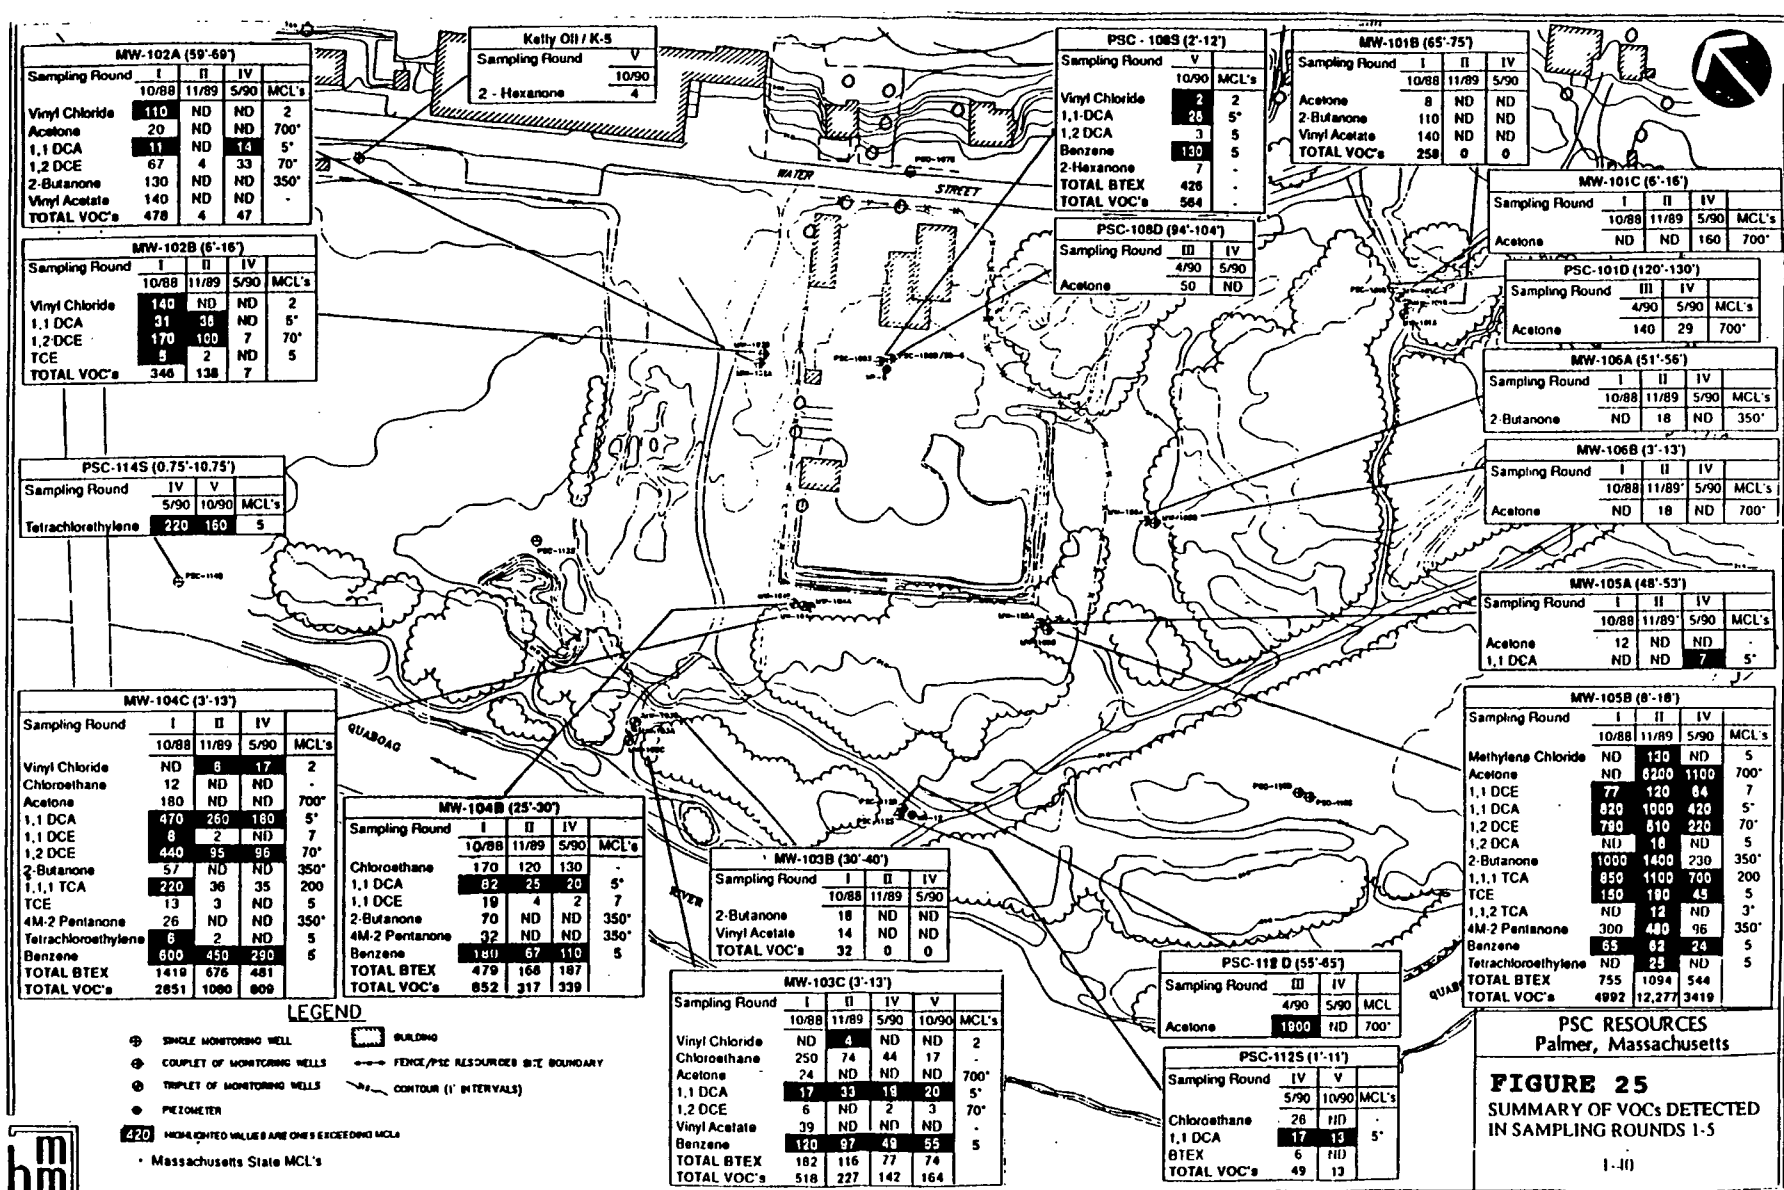 MW-102A (59'-69')
Sampling Round I II IV
10/88 11/89 5/90 MCL's
Vinyl Chloride 110 ND ND 2
Acetone 20 ND ND 700*
1,1 DCA 11 ND 14 5*
1,2 DCE 67 4 33 70*
2-Butanone 130 ND ND 350*
Vinyl Acetate 140 ND ND -
TOTAL VOC's 478 4 47
Kelly Oil / K-5
Sampling Round V
10/90
2 - Hexanone 4
PSC - 108S (2'-12')
Sampling Round V
10/90 MCL's
Vinyl Chloride 2 2
1,1-DCA 26 5*
1,2 DCA 3 5
Benzene 130 5
2-Hexanone 7 -
TOTAL BTEX 426 -
TOTAL VOC's 564 -
MW-101B (65'-75')
Sampling Round I II IV
10/88 11/89 5/90
Acetone 8 ND ND
2-Butanone 110 ND ND
Vinyl Acetate 140 ND ND
TOTAL VOC's 258 0 0
MW-101C (6'-16')
Sampling Round I II IV
10/88 11/89 5/90 MCL's
Acetone ND ND 160 700*
PSC-108D (94'-104')
Sampling Round III IV
4/90 5/90
Acetone 50 ND
PSC-101D (120'-130')
Sampling Round III IV
4/90 5/90 MCL's
Acetone 140 29 700*
MW-102B (6'-16')
Sampling Round I II IV
10/88 11/89 5/90 MCL's
Vinyl Chloride 140 ND ND 2
1,1 DCA 31 36 ND 5*
1,2-DCE 170 100 7 70*
TCE 5 2 ND 5
TOTAL VOC's 346 138 7
MW-106A (51'-56')
Sampling Round I II IV
10/88 11/89 5/90 MCL's
2-Butanone ND 18 ND 350*
MW-106B (3'-13')
Sampling Round I II IV
10/88 11/89* 5/90 MCL's
Acetone ND 18 ND 700*
PSC-114S (0.75'-10.75')
Sampling Round IV V
5/90 10/90 MCL's
Tetrachlorethylene 220 160 5
MW-105A (48'-53')
Sampling Round I II IV
10/88 11/89* 5/90 MCL's
Acetone 12 ND ND -
1,1 DCA ND ND 7 5*
WATER STREET
PSC-114S
PSC-113S
QUABOAG
RIVER
MW-104C (3'-13')
Sampling Round I II IV
10/88 11/89 5/90 MCL's
Vinyl Chloride ND 6 17 2
Chloroethane 12 ND ND -
Acetone 180 ND ND 700*
1,1 DCA 470 260 180 5*
1,1 DCE 8 2 ND 7
1,2 DCE 440 95 96 70*
2-Butanone 57 ND ND 350*
1,1,1 TCA 220 36 35 200
TCE 13 3 ND 5
4M-2 Pentanone 26 ND ND 350*
Tetrachloroethylene 6 2 ND 5
Benzene 600 450 290 5
TOTAL BTEX 1419 676 481
TOTAL VOC's 2851 1080 809
MW-104B (25'-30')
Sampling Round I II IV
10/88 11/89 5/90 MCL's
Chloroethane 170 120 130 -
1,1 DCA 82 25 20 5*
1,1 DCE 19 4 2 7
2-Butanone 70 ND ND 350*
4M-2 Pentanone 32 ND ND 350*
Benzene 180 67 110 5
TOTAL BTEX 479 166 187
TOTAL VOC's 852 317 339
MW-103B (30'-40')
Sampling Round I II IV
10/88 11/89 5/90
2-Butanone 18 ND ND
Vinyl Acetate 14 ND ND
TOTAL VOC's 32 0 0
MW-103C (3'-13')
Sampling Round I II IV V
10/88 11/89 5/90 10/90 MCL's
Vinyl Chloride ND 4 ND ND 2
Chloroethane 250 74 44 17 -
Acetone 24 ND ND ND 700*
1,1 DCA 17 33 19 20 5*
1,2 DCE 6 ND 2 3 70*
Vinyl Acetate 39 ND ND ND -
Benzene 120 97 49 55 5
TOTAL BTEX 182 116 77 74
TOTAL VOC's 518 227 142 164
MW-105B (8'-18')
Sampling Round I II IV
10/88 11/89 5/90 MCL's
Methylene Chloride ND 130 ND 5
Acetone ND 6200 1100 700*
1,1 DCE 77 120 64 7
1,1 DCA 820 1000 420 5*
1,2 DCE 790 810 220 70*
1,2 DCA ND 16 ND 5
2-Butanone 1000 1400 230 350*
1,1,1 TCA 850 1100 700 200
TCE 150 190 45 5
1,1,2 TCA ND 12 ND 3*
4M-2 Pentanone 300 480 96 350*
Benzene 65 62 24 5
Tetrachloroethylene ND 25 ND 5
TOTAL BTEX 755 1094 544
TOTAL VOC's 4992 12,277 3419
PSC-112 D (55'-65')
Sampling Round III IV
4/90 5/90 MCL
Acetone 1900 ND 700*
PSC-112S (1'-11')
Sampling Round IV V
5/90 10/90 MCL's
Chloroethane 26 ND -
1,1 DCA 17 13 5*
BTEX 6 ND
TOTAL VOC's 49 13
LEGEND
SINGLE MONITORING WELL
COUPLET OF MONITORING WELLS
TRIPLET OF MONITORING WELLS
PIEZOMETER
BUILDING
FENCE/PSC RESOURCES SITE BOUNDARY
CONTOUR (1' INTERVALS)
420 HIGHLIGHTED VALUES ARE ONES EXCEEDING MCLs
* Massachusetts State MCL's
PSC RESOURCES
Palmer, Massachusetts
FIGURE 25
SUMMARY OF VOCs DETECTED
IN SAMPLING ROUNDS 1-5
1-40
m
hm